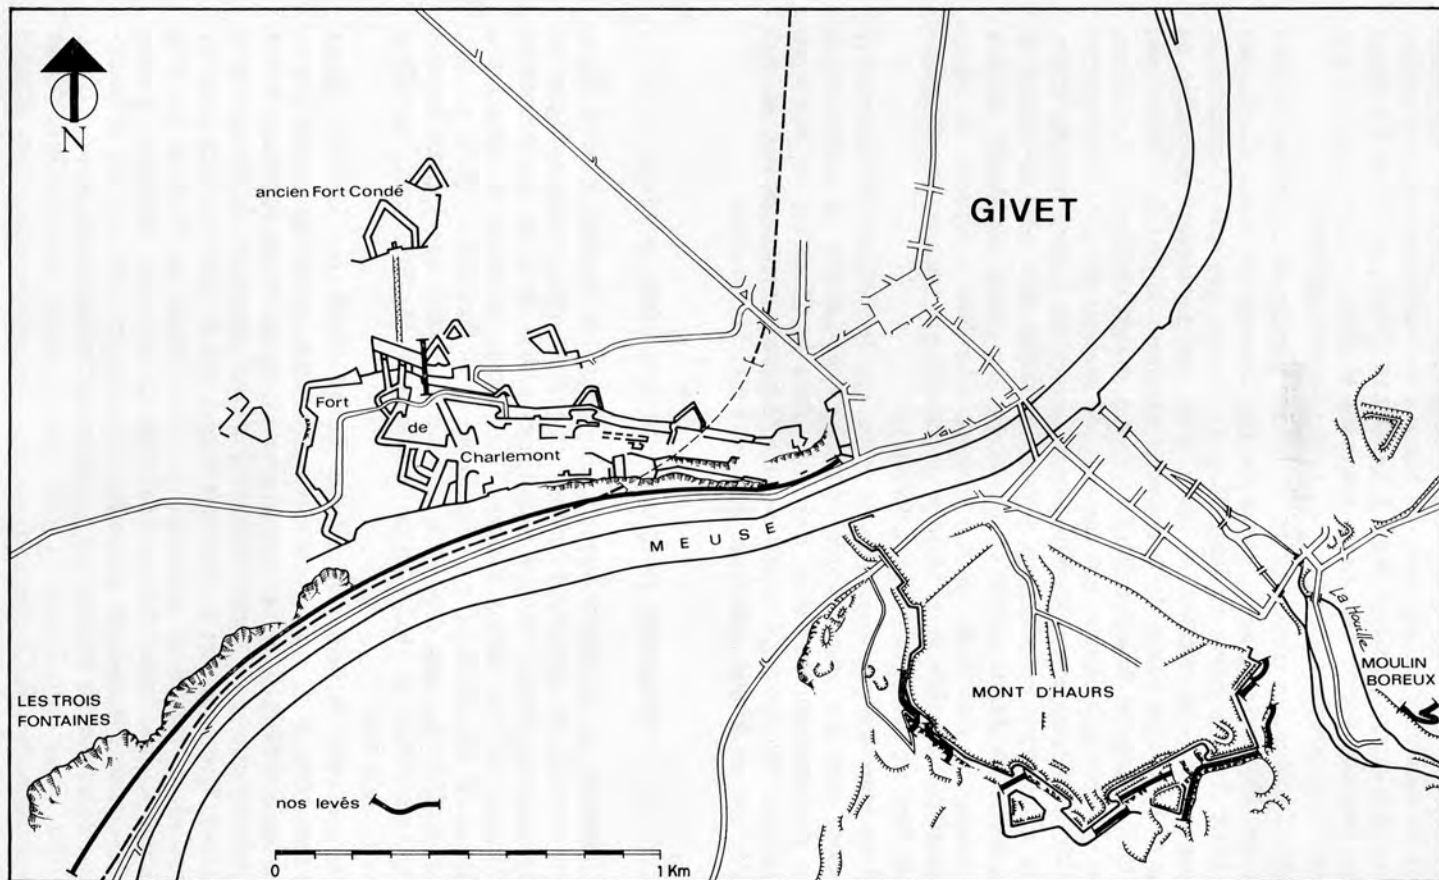 N
ancien Fort Condé
GIVET
Fort
de
Charlemont
MEUSE
La Houille
MOULIN
BOREUX
MONT D'HAURS
LES TROIS
FONTAINES
nos levés
0 1 Km